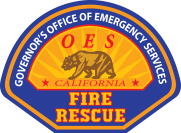 GOVERNOR'S OFFICE OF EMERGENCY SERVICES
OES
CALIFORNIA
FIRE
RESCUE